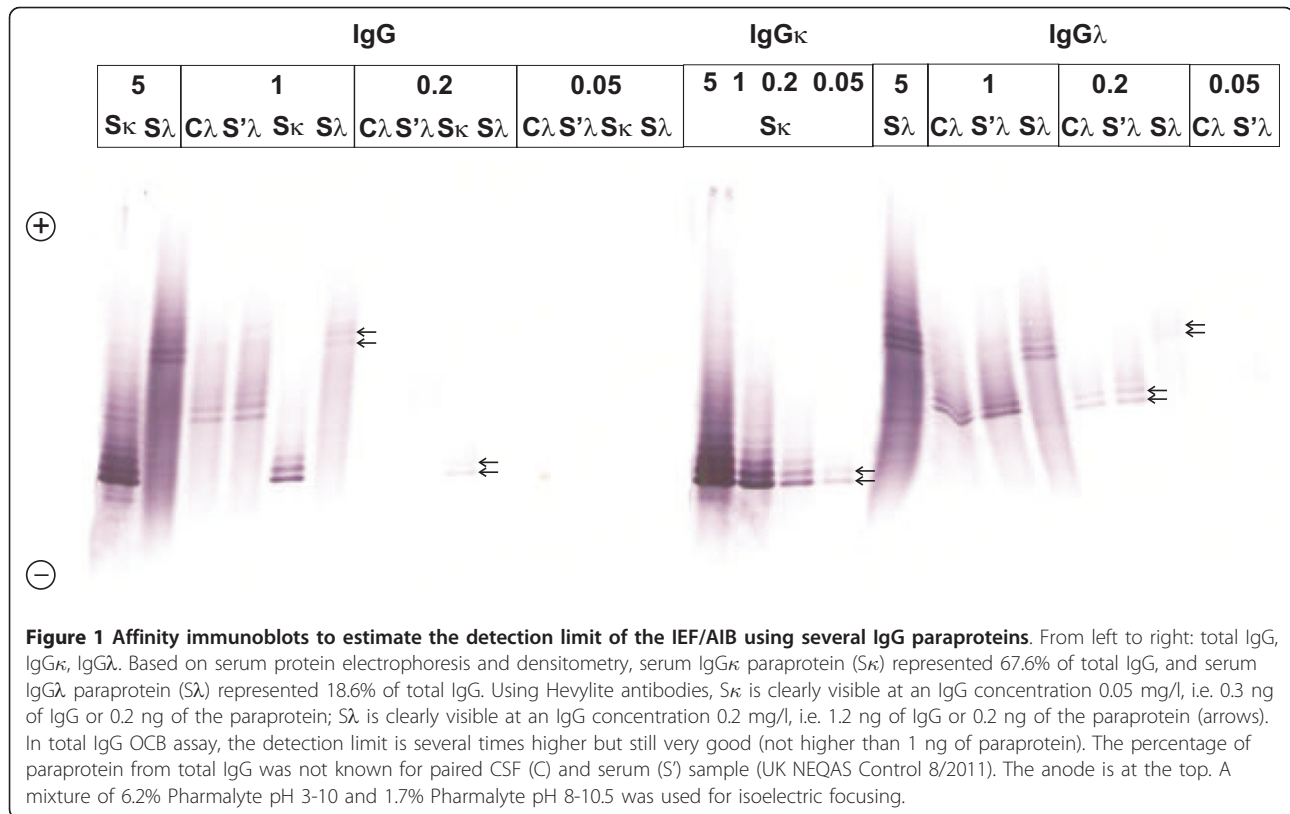 IgG IgGκ IgGλ
5 1 0.2 0.05 5 1 0.2 0.05 5 1 0.2 0.05
Sκ Sλ Cλ S'λ Sκ Sλ Cλ S'λ Sκ Sλ Cλ S'λ Sκ Sλ Sκ Sλ Cλ S'λ Sλ Cλ S'λ Sλ Cλ S'λ
+
−
Figure 1 Affinity immunoblots to estimate the detection limit of the IEF/AIB using several IgG paraproteins. From left to right: total IgG,
IgGκ, IgGλ. Based on serum protein electrophoresis and densitometry, serum IgGκ paraprotein (Sκ) represented 67.6% of total IgG, and serum
IgGλ paraprotein (Sλ) represented 18.6% of total IgG. Using Hevylite antibodies, Sκ is clearly visible at an IgG concentration 0.05 mg/l, i.e. 0.3 ng
of IgG or 0.2 ng of the paraprotein; Sλ is clearly visible at an IgG concentration 0.2 mg/l, i.e. 1.2 ng of IgG or 0.2 ng of the paraprotein (arrows).
In total IgG OCB assay, the detection limit is several times higher but still very good (not higher than 1 ng of paraprotein). The percentage of
paraprotein from total IgG was not known for paired CSF (C) and serum (S') sample (UK NEQAS Control 8/2011). The anode is at the top. A
mixture of 6.2% Pharmalyte pH 3-10 and 1.7% Pharmalyte pH 8-10.5 was used for isoelectric focusing.